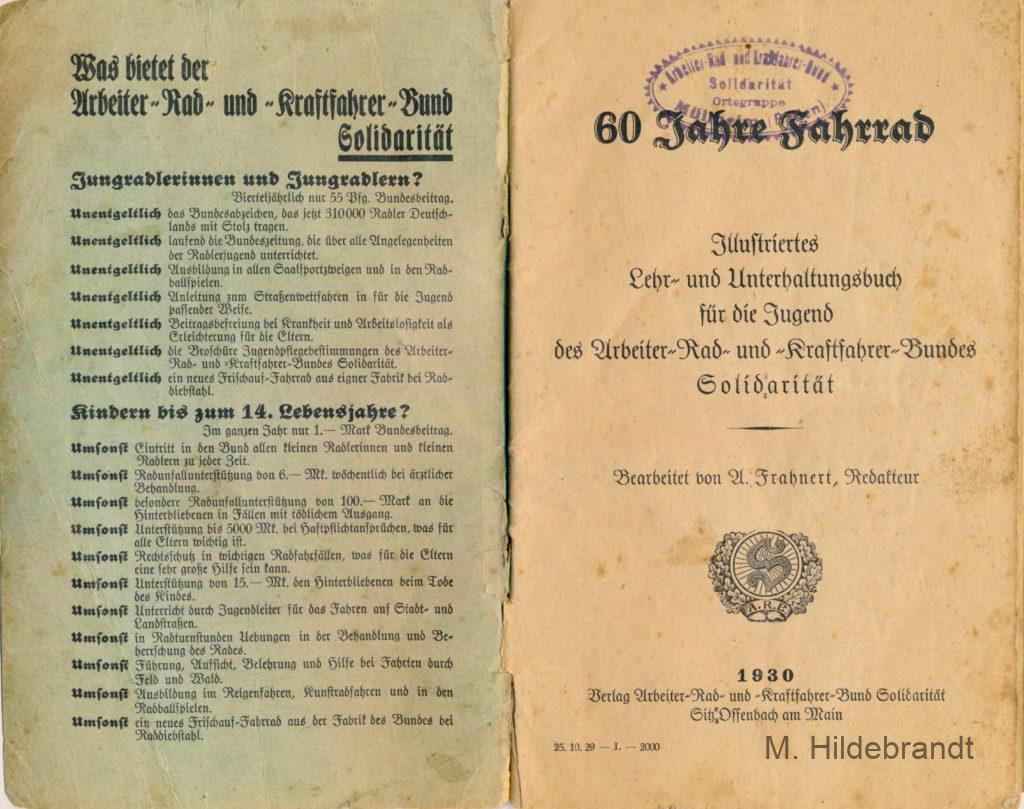 Was bietet der
Arbeiter-Rad- und -Kraftfahrer-Bund
Solidarität
Jungradlerinnen und Jungradlern?
Vierteljährlich nur 55 Pfg. Bundesbeitrag.
Unentgeltlich das Bundesabzeichen, das jetzt 310000 Radler Deutsch-
lands mit Stolz tragen.
Unentgeltlich laufend die Bundeszeitung, die über alle Angelegenheiten
der Radlerjugend unterrichtet.
Unentgeltlich Ausbildung in allen Saalsportzweigen und in den Rad-
ballspielen.
Unentgeltlich Anleitung zum Straßenwettfahren in für die Jugend
passender Weise.
Unentgeltlich Beitragsbefreiung bei Krankheit und Arbeitslosigkeit als
Erleichterung für die Eltern.
Unentgeltlich die Broschüre Jugendpflegebestimmungen des Arbeiter-
Rad- und -Kraftfahrer-Bundes Solidarität.
Unentgeltlich ein neues Frischauf-Fahrrad aus eigner Fabrik bei Rad-
diebstahl.
Kindern bis zum 14. Lebensjahre?
Im ganzen Jahr nur 1.— Mark Bundesbeitrag.
Umsonst Eintritt in den Bund allen kleinen Radlerinnen und kleinen
Radlern zu jeder Zeit.
Umsonst Radunfallunterstützung von 6.— Mk. wöchentlich bei ärztlicher
Behandlung.
Umsonst besondere Radunfallunterstützung von 100.— Mark an die
Hinterbliebenen in Fällen mit tödlichem Ausgang.
Umsonst Unterstützung bis 5000 Mk. bei Haftpflichtansprüchen, was für
alle Eltern wichtig ist.
Umsonst Rechtsschutz in wichtigen Radfahrfällen, was für die Eltern
eine sehr große Hilfe sein kann.
Umsonst Unterstützung von 15.— Mk. den Hinterbliebenen beim Tode
des Kindes.
Umsonst Unterricht durch Jugendleiter für das Fahren auf Stadt- und
Landstraßen.
Umsonst in Radturnstunden Uebungen in der Behandlung und Be-
herrschung des Rades.
Umsonst Führung, Aufsicht, Belehrung und Hilfe bei Fahrten durch
Feld und Wald.
Umsonst Ausbildung im Reigenfahren, Kunstradfahren und in den
Radballspielen.
Umsonst ein neues Frischauf-Fahrrad aus der Fabrik des Bundes bei
Raddiebstahl.
Arbeiter-Rad- und Kraftfahrer-Bund
Solidarität
Ortsgruppe
60 Jahre Fahrrad
Illustriertes
Lehr- und Unterhaltungsbuch
für die Jugend
des Arbeiter-Rad- und -Kraftfahrer-Bundes
Solidarität
Bearbeitet von A. Frahnert, Redakteur
S
A.R.B.
1930
Verlag Arbeiter-Rad- und -Kraftfahrer-Bund Solidarität
Sitz Offenbach am Main
25. 10. 29 — I. — 2000
M. Hildebrandt